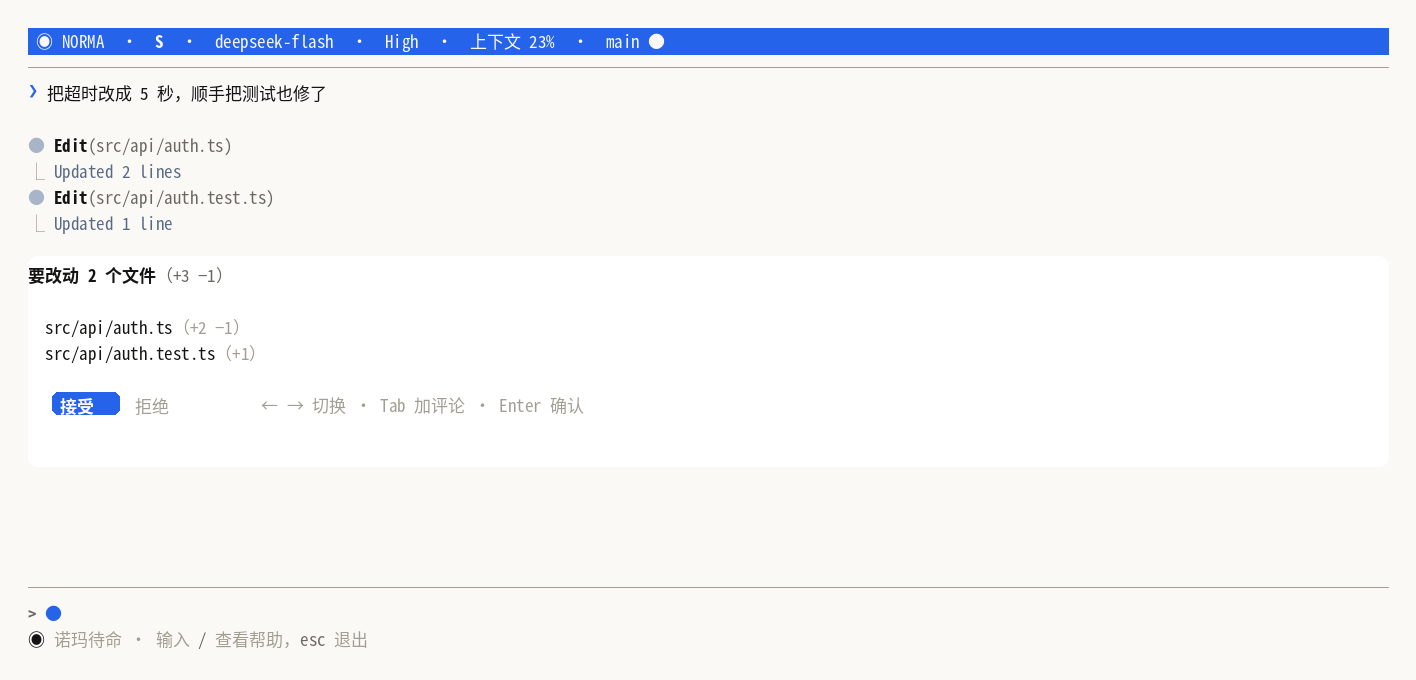 ◉ NORMA · S · deepseek-flash · High · 上下文 23% · main ●
❯ 把超时改成 5 秒，顺手把测试也修了
● Edit(src/api/auth.ts)
⎿ Updated 2 lines
● Edit(src/api/auth.test.ts)
⎿ Updated 1 line
要改动 2 个文件（+3 −1）
src/api/auth.ts（+2 −1）
src/api/auth.test.ts（+1）
接受 拒绝 ← → 切换 · Tab 加评论 · Enter 确认
> ●
◉ 诺玛待命 · 输入 / 查看帮助，esc 退出